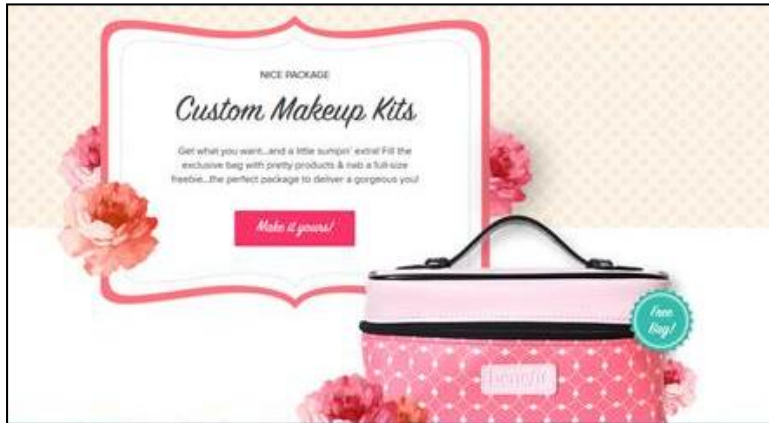 NICE PACKAGE
Custom Makeup Kits
Get what you want...and a little sumpin' extra! Fill the
exclusive bag with pretty products & nab a full-size
freebie...the perfect package to deliver a gorgeous you!
Make it yours!
Free
Bag!
benefit